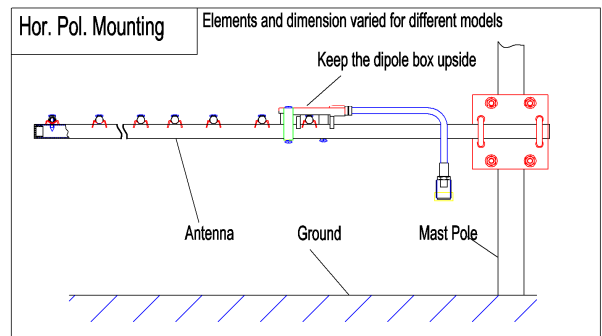 Hor. Pol. Mounting
Elements and dimension varied for different models
Keep the dipole box upside
Antenna
Ground
Mast Pole